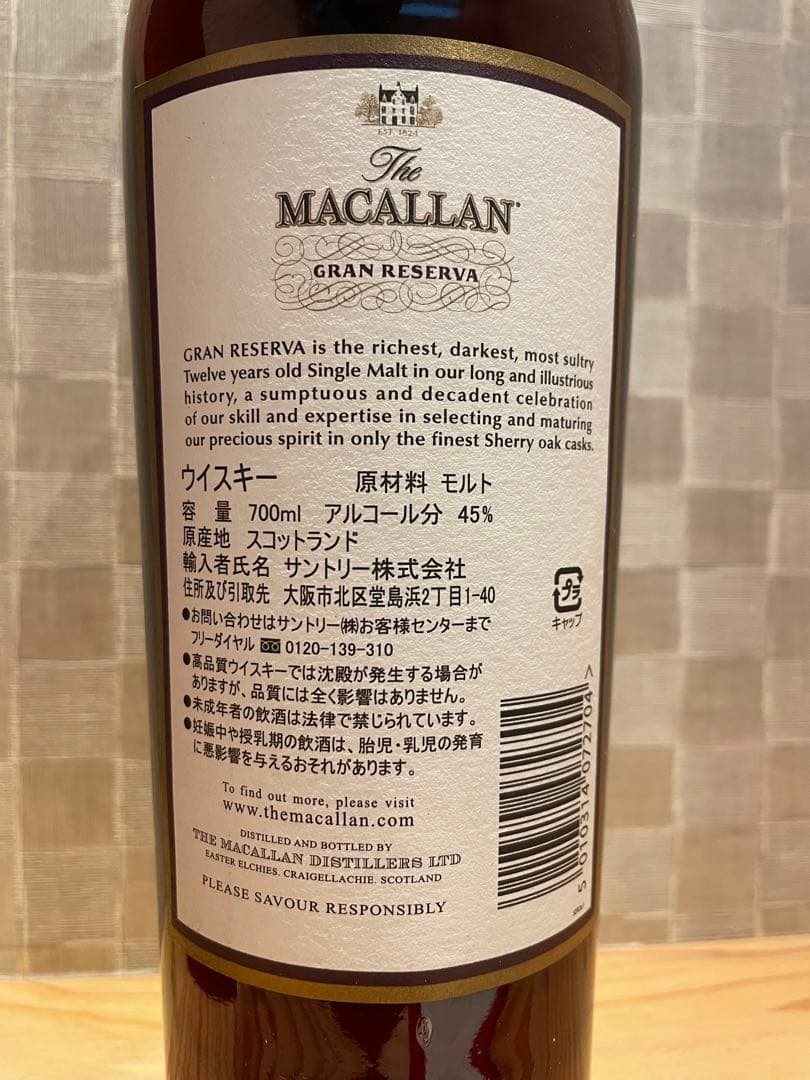 EST. 1824
The
MACALLAN
GRAN RESERVA
GRAN RESERVA is the richest, darkest, most sultry
Twelve years old Single Malt in our long and illustrious
history, a sumptuous and decadent celebration
of our skill and expertise in selecting and maturing
our precious spirit in only the finest Sherry oak casks.
ウイスキー 原材料 モルト
容 量 700ml アルコール分 45%
原産地 スコットランド
輸入者氏名 サントリー株式会社
住所及び引取先 大阪市北区堂島浜2丁目1-40
●お問い合わせはサントリー㈱お客様センターまで
フリーダイヤル 0120-139-310
●高品質ウイスキーでは沈殿が発生する場合が
ありますが、品質には全く影響はありません。
●未成年者の飲酒は法律で禁じられています。
●妊娠中や授乳期の飲酒は、胎児・乳児の発育
に悪影響を与えるおそれがあります。
プラ
キャップ
5 010314 072704 >
To find out more, please visit
www.themacallan.com
DISTILLED AND BOTTLED BY
THE MACALLAN DISTILLERS LTD
EASTER ELCHIES. CRAIGELLACHIE. SCOTLAND
PLEASE SAVOUR RESPONSIBLY